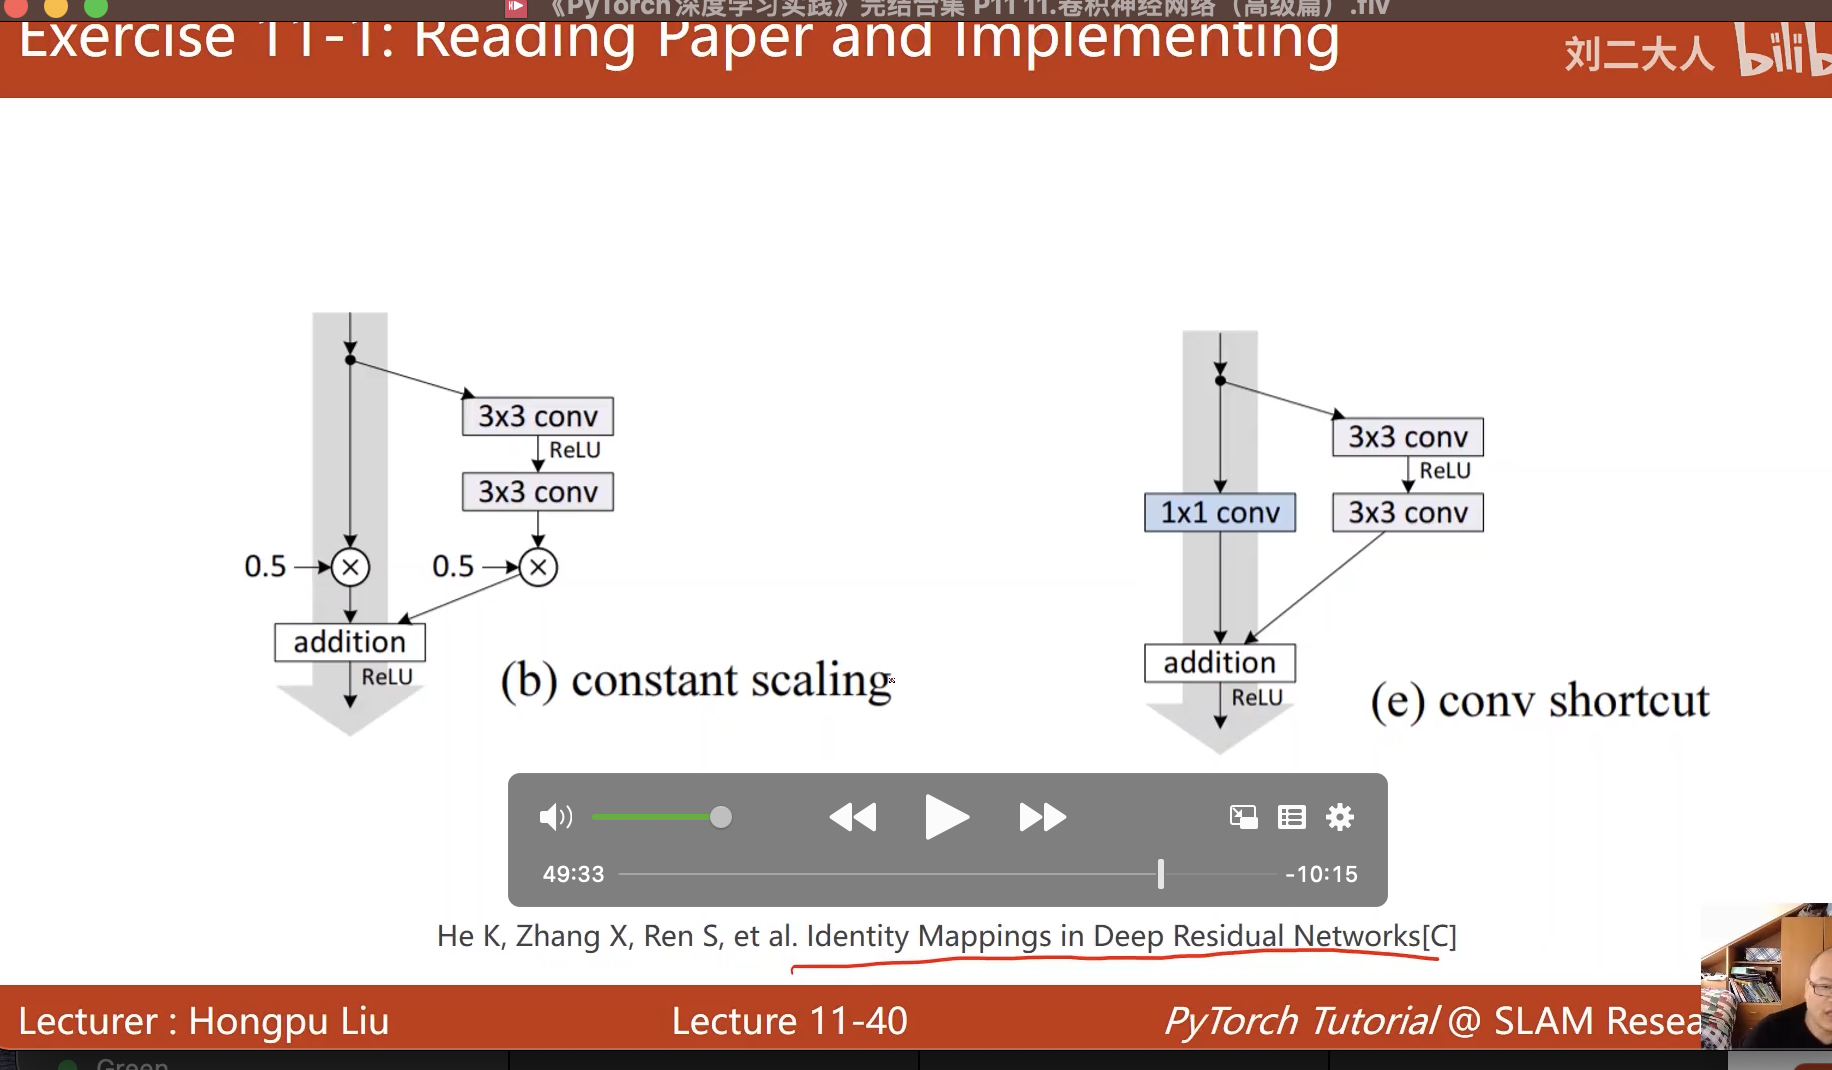 《PyTorch深度学习实践》完结合集 P11 11.卷积神经网络（高级篇）.flv
Exercise 11-1: Reading Paper and Implementing
刘二大人
3x3 conv
ReLU
3x3 conv
0.5
0.5
addition
ReLU
(b) constant scaling
3x3 conv
ReLU
1x1 conv
3x3 conv
addition
ReLU
(e) conv shortcut
49:33
-10:15
He K, Zhang X, Ren S, et al. Identity Mappings in Deep Residual Networks[C]
Lecturer : Hongpu Liu
Lecture 11-40
PyTorch Tutorial @ SLAM Resea
Green